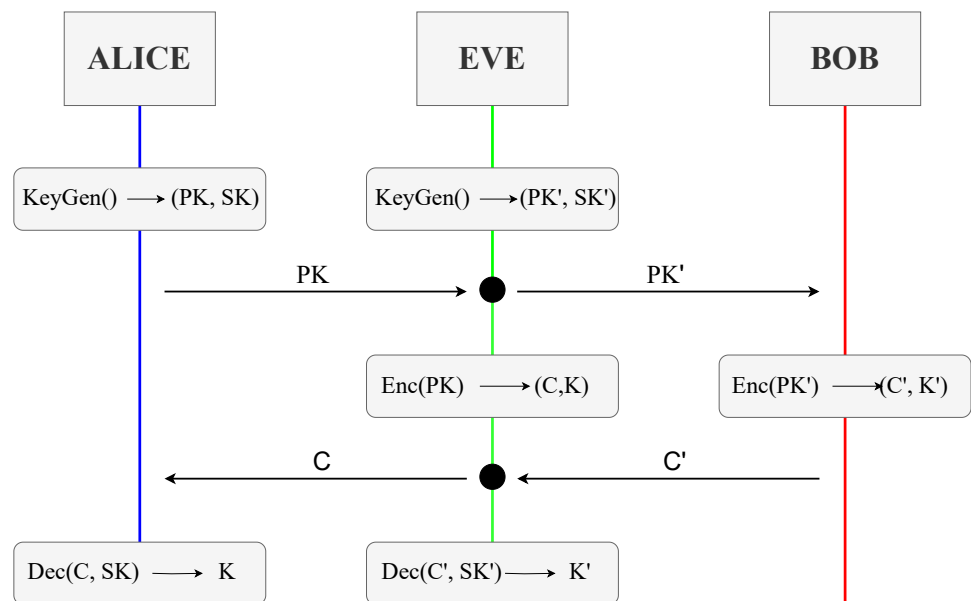 ALICE EVE BOB
KeyGen() → (PK, SK) KeyGen() → (PK', SK')
PK PK'
Enc(PK) → (C,K) Enc(PK') → (C', K')
C C'
Dec(C, SK) → K Dec(C', SK') → K'